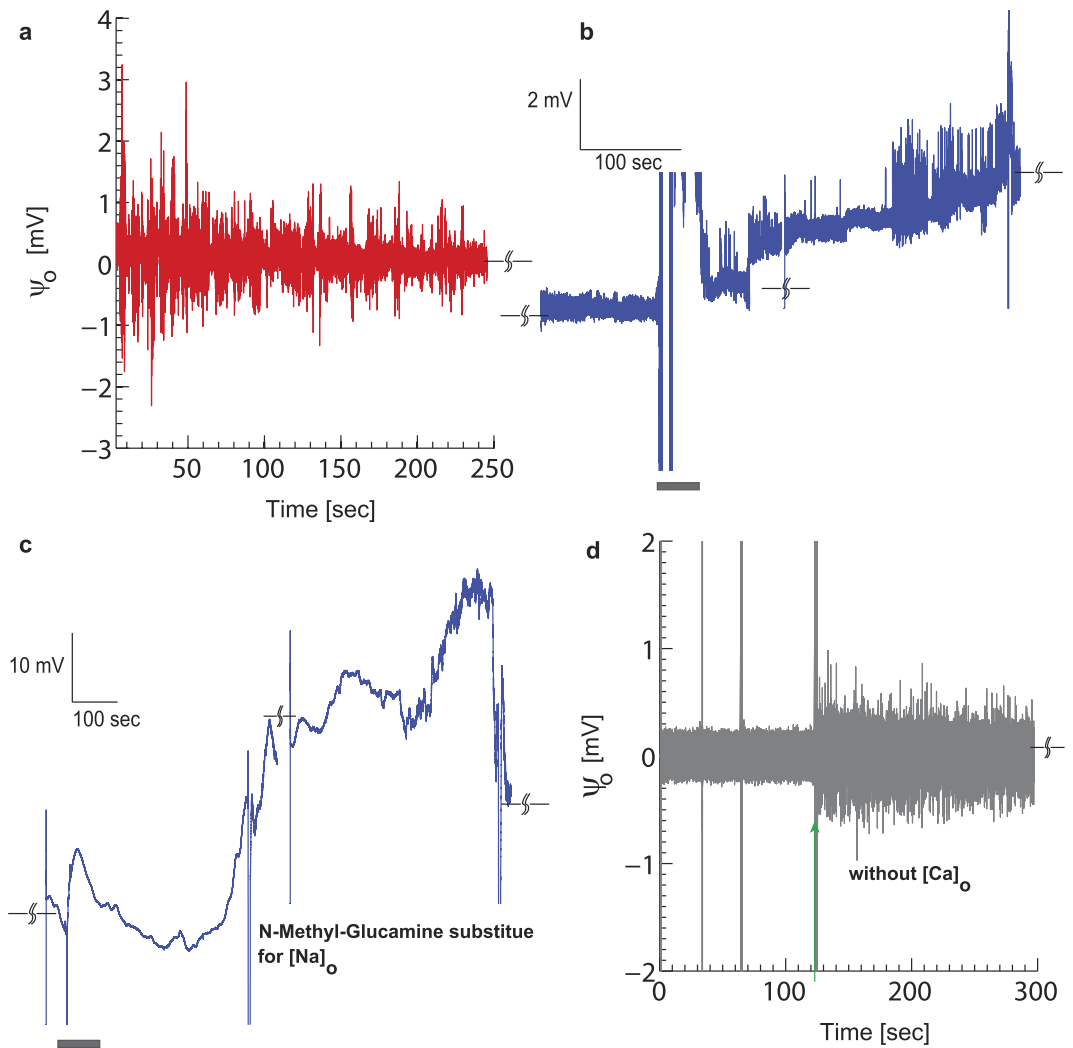 a
4
3
2
1
0
−1
−2
−3
Ψo [mV]
50 100 150 200 250
Time [sec]
b
2 mV
100 sec
c
10 mV
100 sec
N-Methyl-Glucamine substitue
for [Na]o
d
2
1
0
−1
−2
Ψo [mV]
without [Ca]o
0 100 200 300
Time [sec]